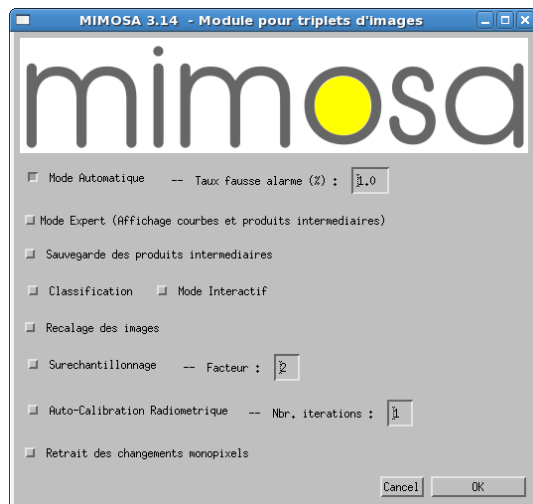 MIMOSA 3.14 - Module pour triplets d'images
mimosa
Mode Automatique -- Taux fausse alarme (%) : 1.0
Mode Expert (Affichage courbes et produits intermediaires)
Sauvegarde des produits intermediaires
Classification Mode Interactif
Recalage des images
Surechantillonnage -- Facteur : 2
Auto-Calibration Radiometrique -- Nbr. iterations : 1
Retrait des changements monopixels
Cancel OK